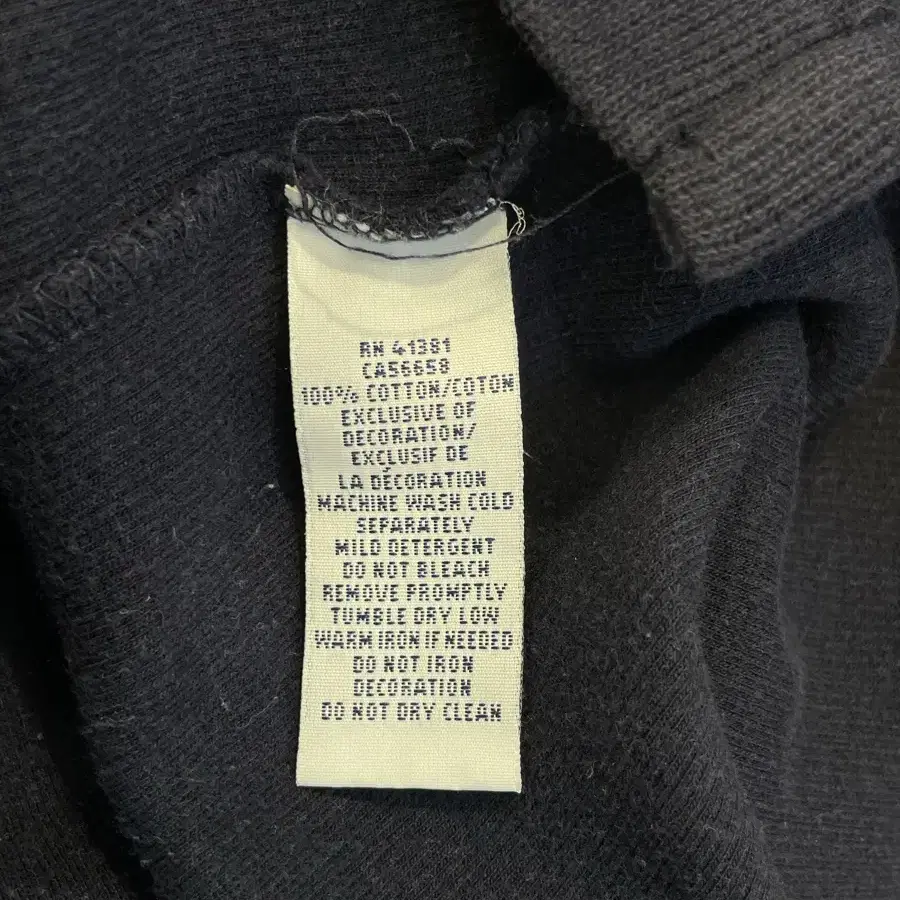 RN 41381
CA56658
100% COTTON/COTON
EXCLUSIVE OF
DECORATION/
EXCLUSIF DE
LA DÉCORATION
MACHINE WASH COLD
SEPARATELY
MILD DETERGENT
DO NOT BLEACH
REMOVE PROMPTLY
TUMBLE DRY LOW
WARM IRON IF NEEDED
DO NOT IRON
DECORATION
DO NOT DRY CLEAN